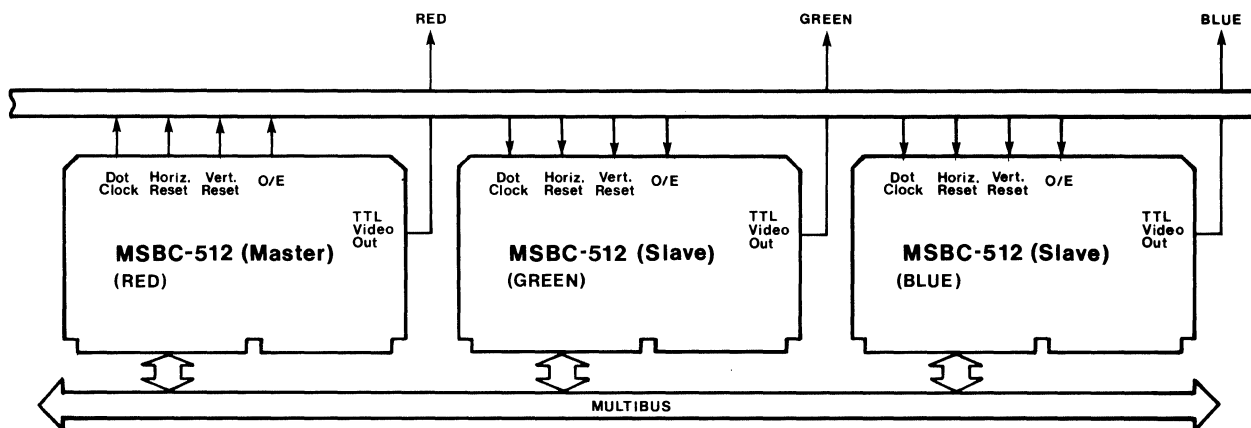 RED
GREEN
BLUE
Dot Clock
Horiz. Reset
Vert. Reset
O/E
TTL Video Out
MSBC-512 (Master)
(RED)
Dot Clock
Horiz. Reset
Vert. Reset
O/E
TTL Video Out
MSBC-512 (Slave)
(GREEN)
Dot Clock
Horiz. Reset
Vert. Reset
O/E
TTL Video Out
MSBC-512 (Slave)
(BLUE)
MULTIBUS